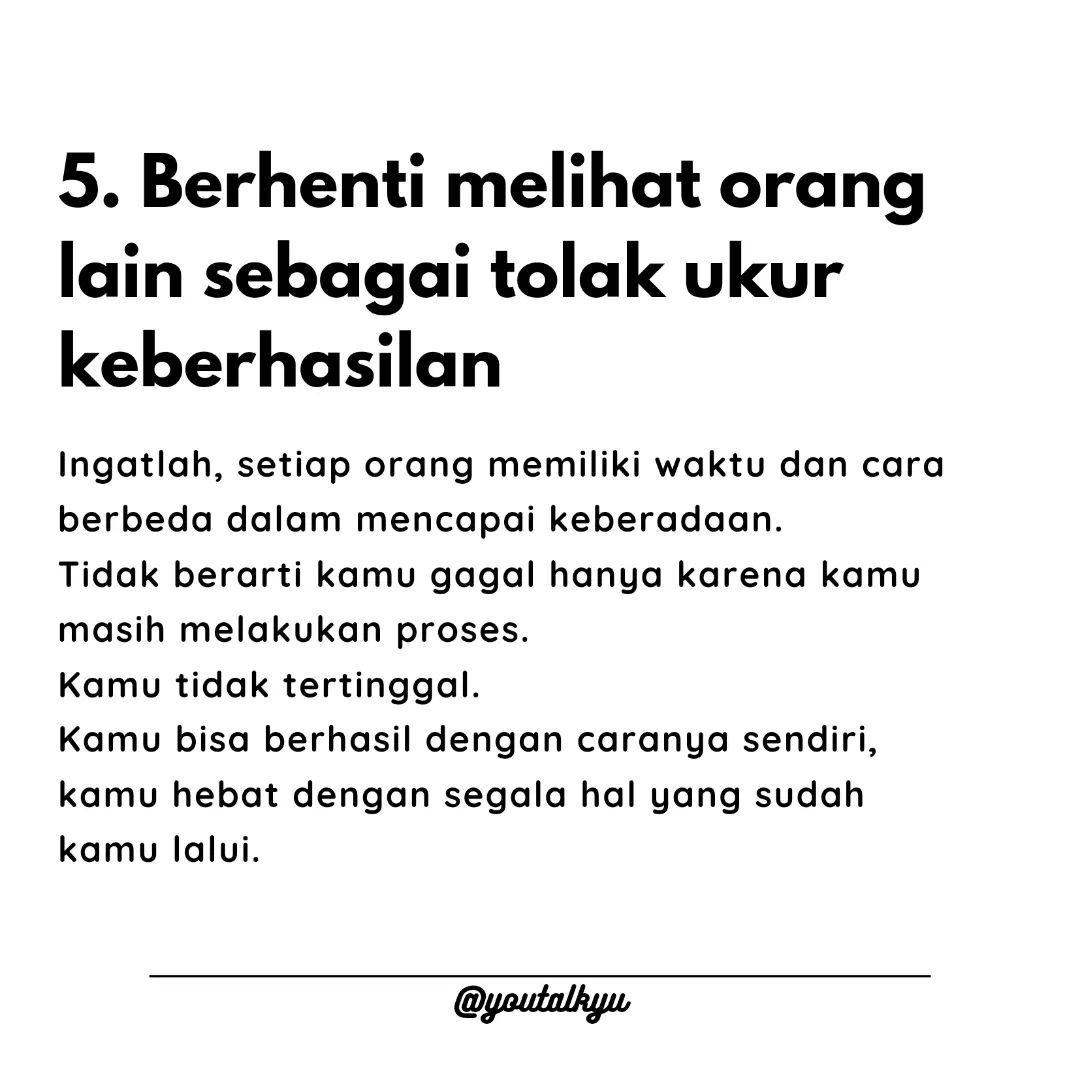 5. Berhenti melihat orang
lain sebagai tolak ukur
keberhasilan
Ingatlah, setiap orang memiliki waktu dan cara
berbeda dalam mencapai keberadaan.
Tidak berarti kamu gagal hanya karena kamu
masih melakukan proses.
Kamu tidak tertinggal.
Kamu bisa berhasil dengan caranya sendiri,
kamu hebat dengan segala hal yang sudah
kamu lalui.
@youtalkyu